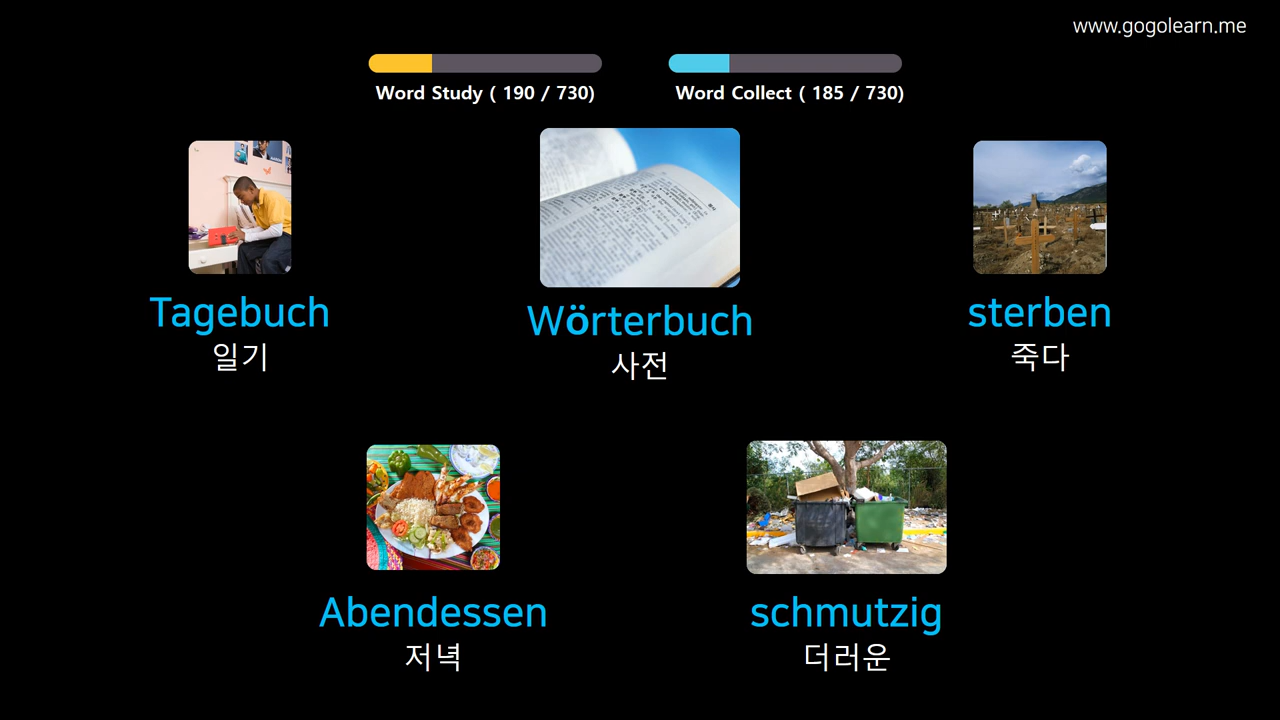 www.gogolearn.me
Word Study ( 190 / 730)
Word Collect ( 185 / 730)
Tagebuch
일기
Wörterbuch
사전
sterben
죽다
Abendessen
저녁
schmutzig
더러운